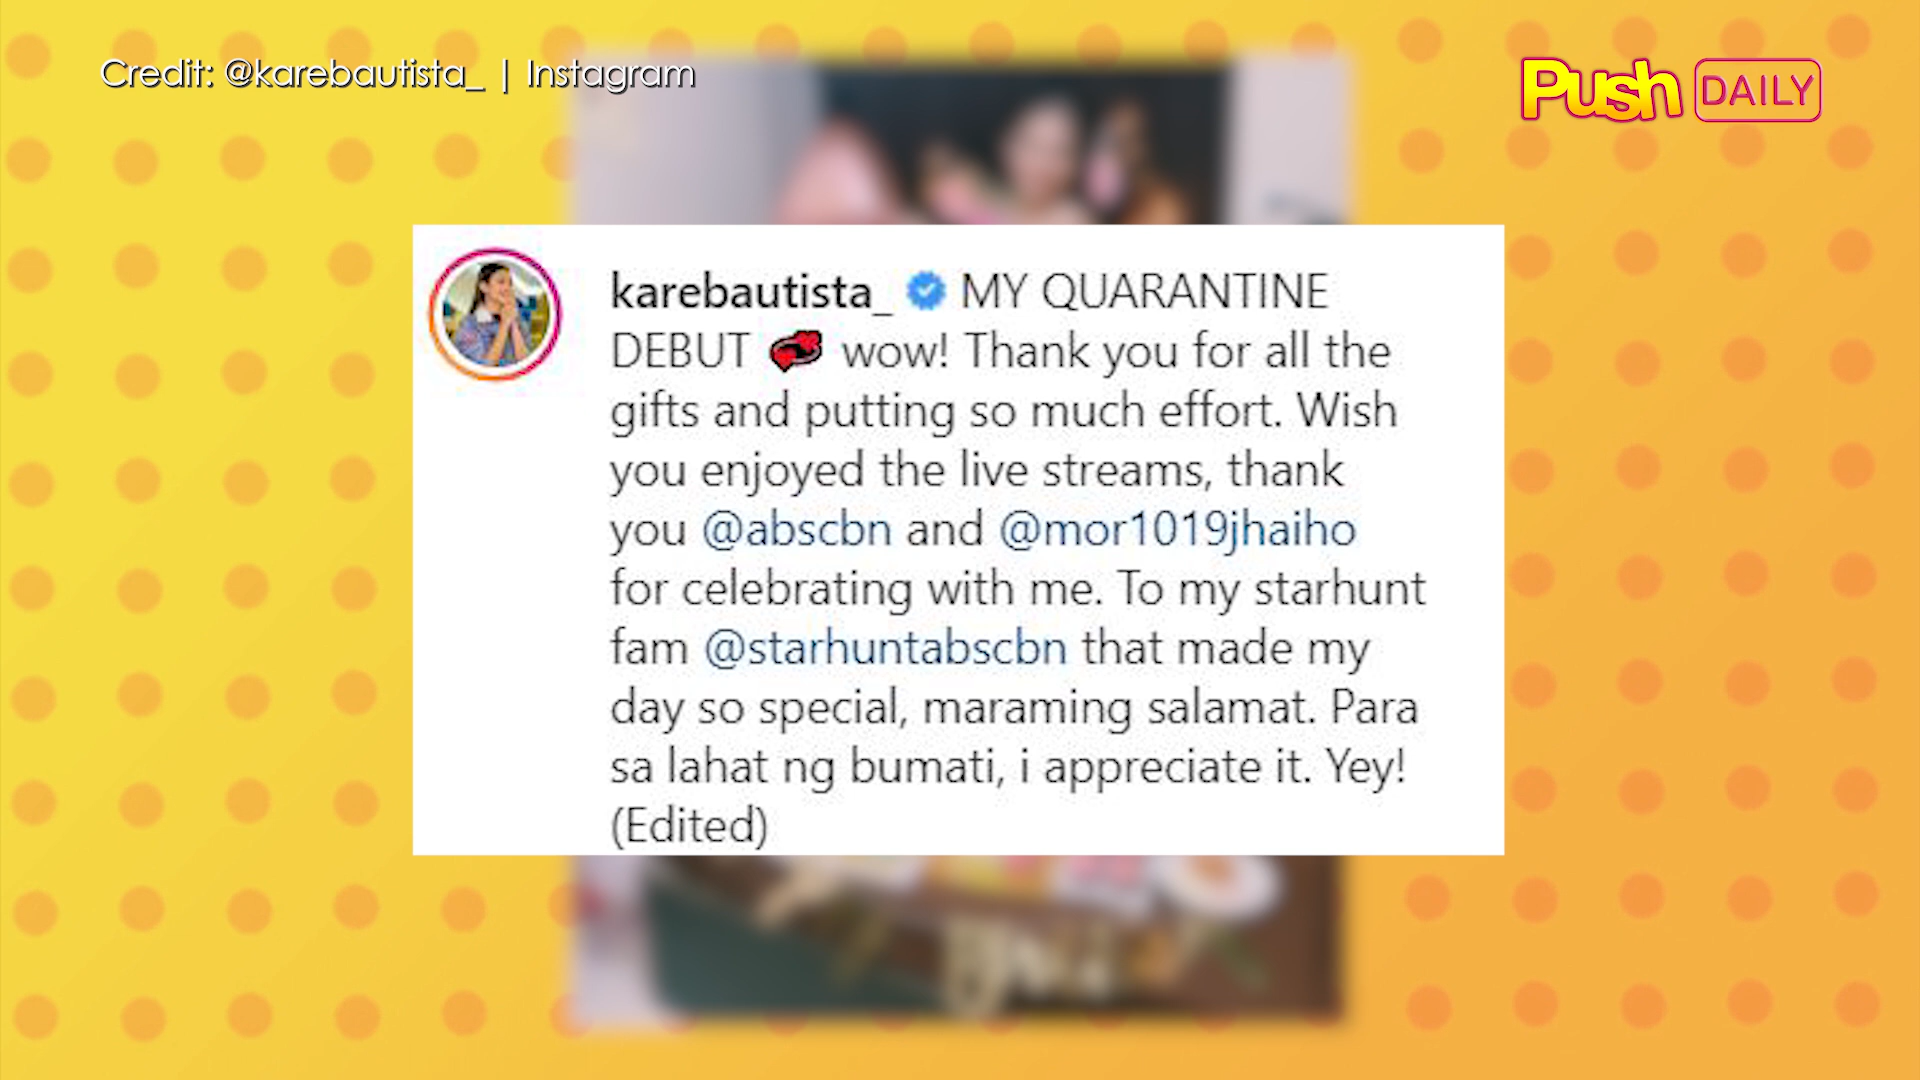 Credit: @karebautista_ | Instagram
Push DAILY
karebautista_ MY QUARANTINE
DEBUT 💞 wow! Thank you for all the
gifts and putting so much effort. Wish
you enjoyed the live streams, thank
you @abscbn and @mor1019jhaiho
for celebrating with me. To my starhunt
fam @starhuntabscbn that made my
day so special, maraming salamat. Para
sa lahat ng bumati, i appreciate it. Yey!
(Edited)